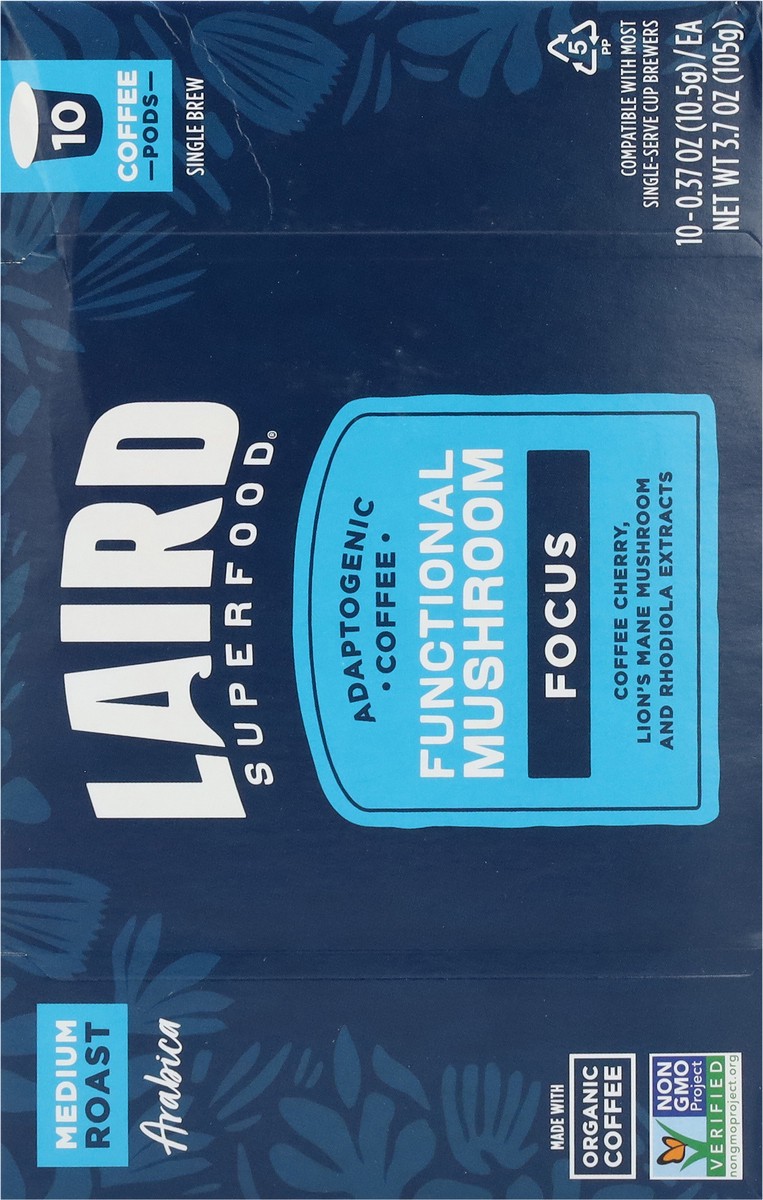 MEDIUM
ROAST
Arabica
LAIRD
SUPERFOOD®
10
COFFEE
—PODS—
SINGLE BREW
ADAPTOGENIC
• COFFEE •
FUNCTIONAL
MUSHROOM
FOCUS
COFFEE CHERRY,
LION'S MANE MUSHROOM
AND RHODIOLA EXTRACTS
MADE WITH
ORGANIC
COFFEE
NON
GMO
Project
VERIFIED
nongmoproject.org
5
PP
COMPATIBLE WITH MOST
SINGLE-SERVE CUP BREWERS
10 - 0.37 OZ (10.5g) / EA
NET WT 3.7 OZ (105g)